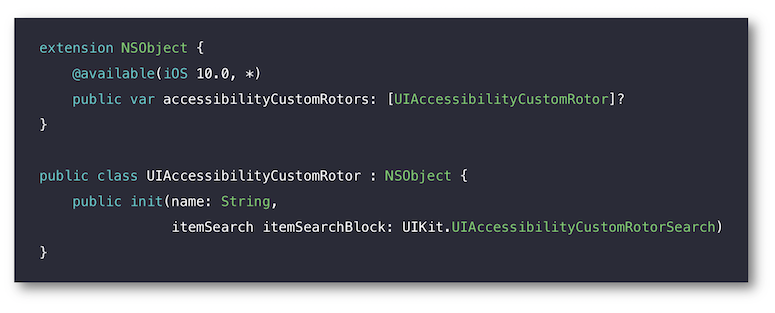 extension NSObject {
    @available(iOS 10.0, *)
    public var accessibilityCustomRotors: [UIAccessibilityCustomRotor]?
}
public class UIAccessibilityCustomRotor : NSObject {
    public init(name: String,
                itemSearch itemSearchBlock: UIKit.UIAccessibilityCustomRotorSearch)
}